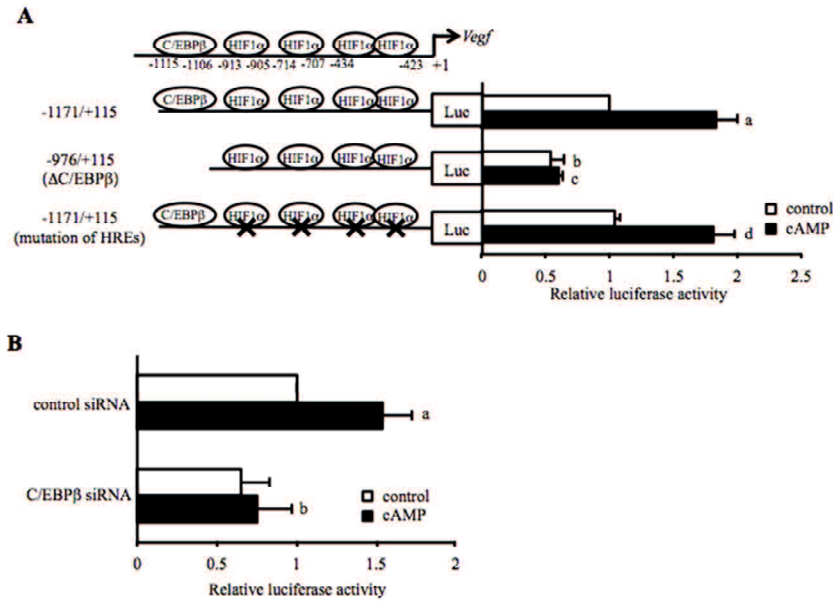 A
C/EBPβ HIF1α HIF1α HIF1α HIF1α Vegf
-1115 -1106 -913 -905 -714 -707 -434 -423 +1
-1171/+115 C/EBPβ HIF1α HIF1α HIF1α HIF1α Luc a
-976/+115
(ΔC/EBPβ)
HIF1α HIF1α HIF1α HIF1α Luc b
c
-1171/+115
(mutation of HREs)
C/EBPβ HIF1α HIF1α HIF1α HIF1α Luc d
control
cAMP
0 0.5 1 1.5 2 2.5
Relative luciferase activity
B
control siRNA a
C/EBPβ siRNA b
control
cAMP
0 0.5 1 1.5 2
Relative luciferase activity